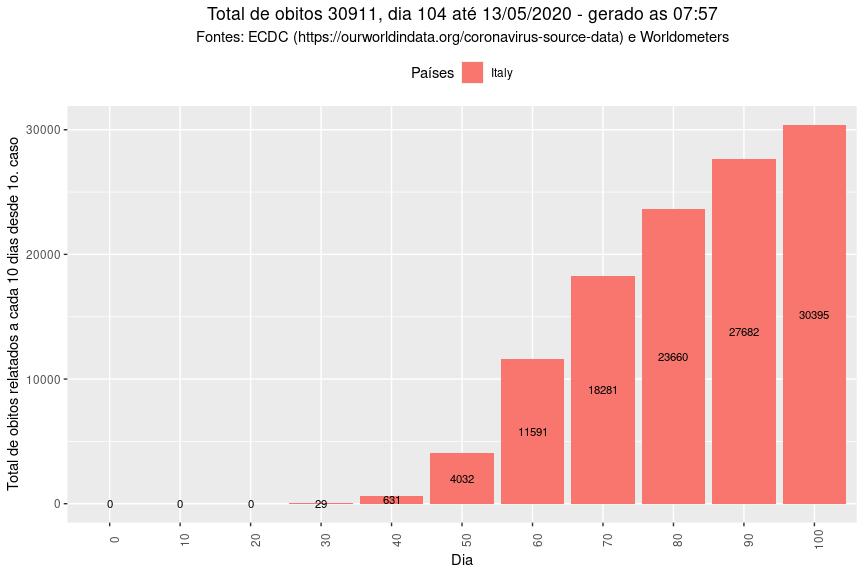 Total de obitos 30911, dia 104 até 13/05/2020 - gerado as 07:57
Fontes: ECDC (https://ourworldindata.org/coronavirus-source-data) e Worldometers
Países Italy
Total de obitos relatados a cada 10 dias desde 1o. caso
30000
20000
10000
0
0 0 0 29 631 4032 11591 18281 23660 27682 30395
0 10 20 30 40 50 60 70 80 90 100
Dia